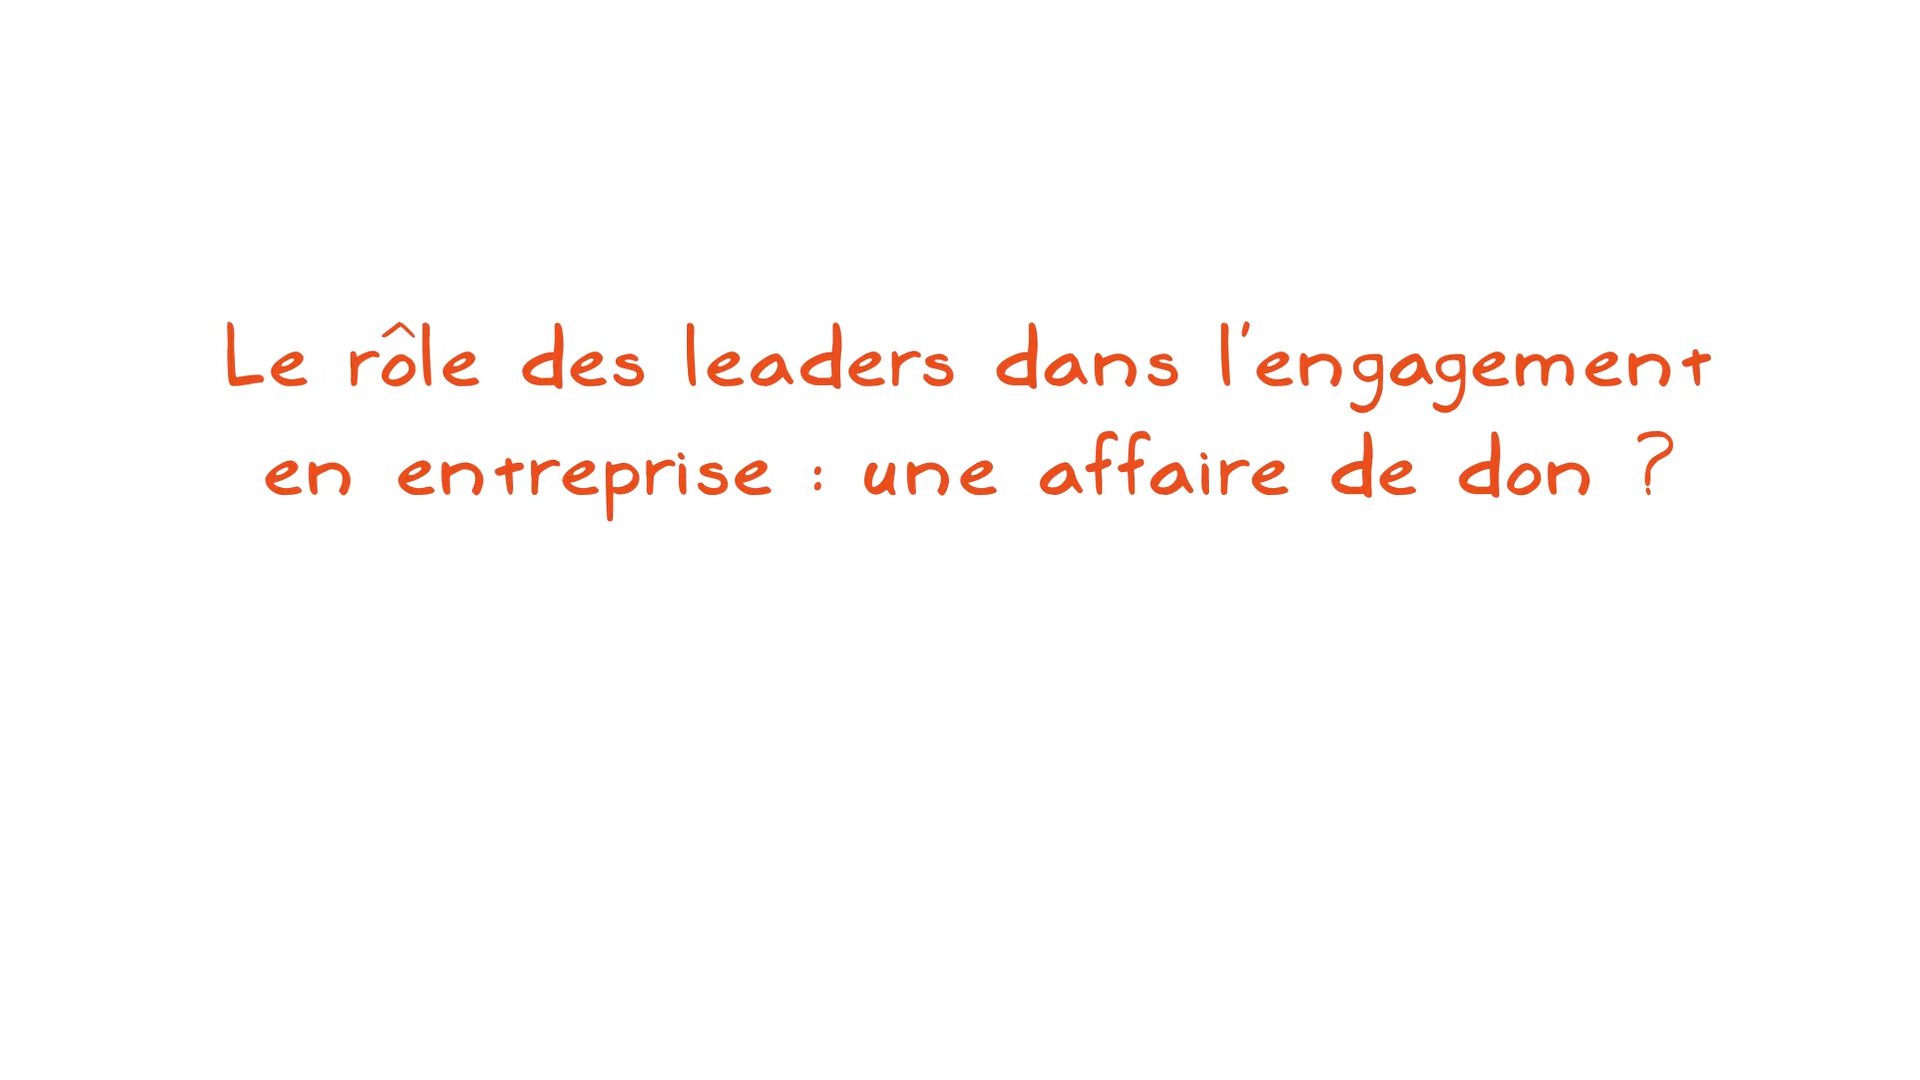 Le rôle des leaders dans l'engagement
en entreprise : une affaire de don ?